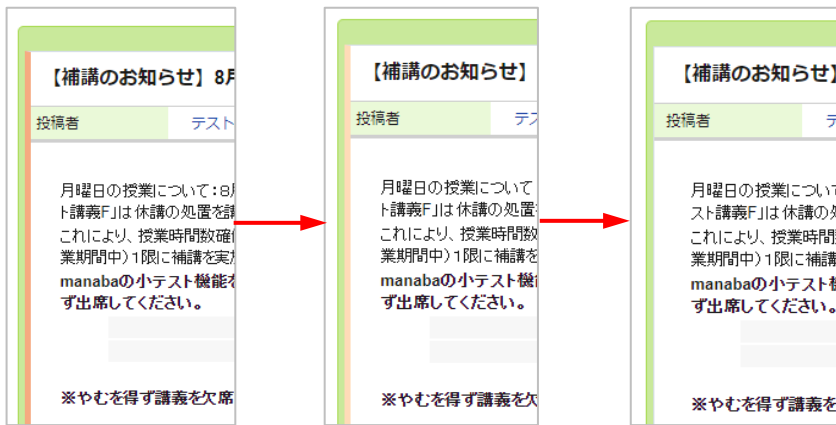 【補講のお知らせ】8月
投稿者 テスト
月曜日の授業について：8月
ト講義F」は休講の処置を講
これにより、授業時間数確保
業期間中）1限に補講を実施
manabaの小テスト機能を
ず出席してください。
※やむを得ず講義を欠席
【補講のお知らせ】
投稿者 テス
月曜日の授業について
ト講義F」は休講の処置
これにより、授業時間数
業期間中）1限に補講を
manabaの小テスト機
ず出席してください。
※やむを得ず講義を欠
【補講のお知らせ】
投稿者 テ
月曜日の授業につい
スト講義F」は休講の
これにより、授業時間
業期間中）1限に補講
manabaの小テスト
ず出席してください。
※やむを得ず講義を